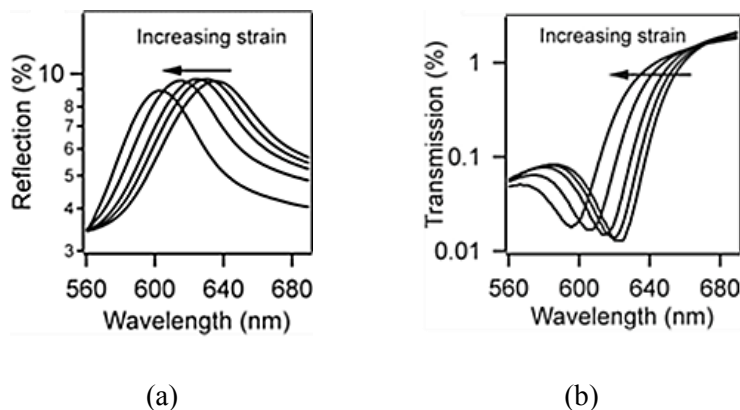 Increasing strain
Reflection (%)
10
9
8
7
6
5
4
3
560 600 640 680
Wavelength (nm)
(a)
Increasing strain
Transmission (%)
1
0.1
0.01
560 600 640 680
Wavelength (nm)
(b)